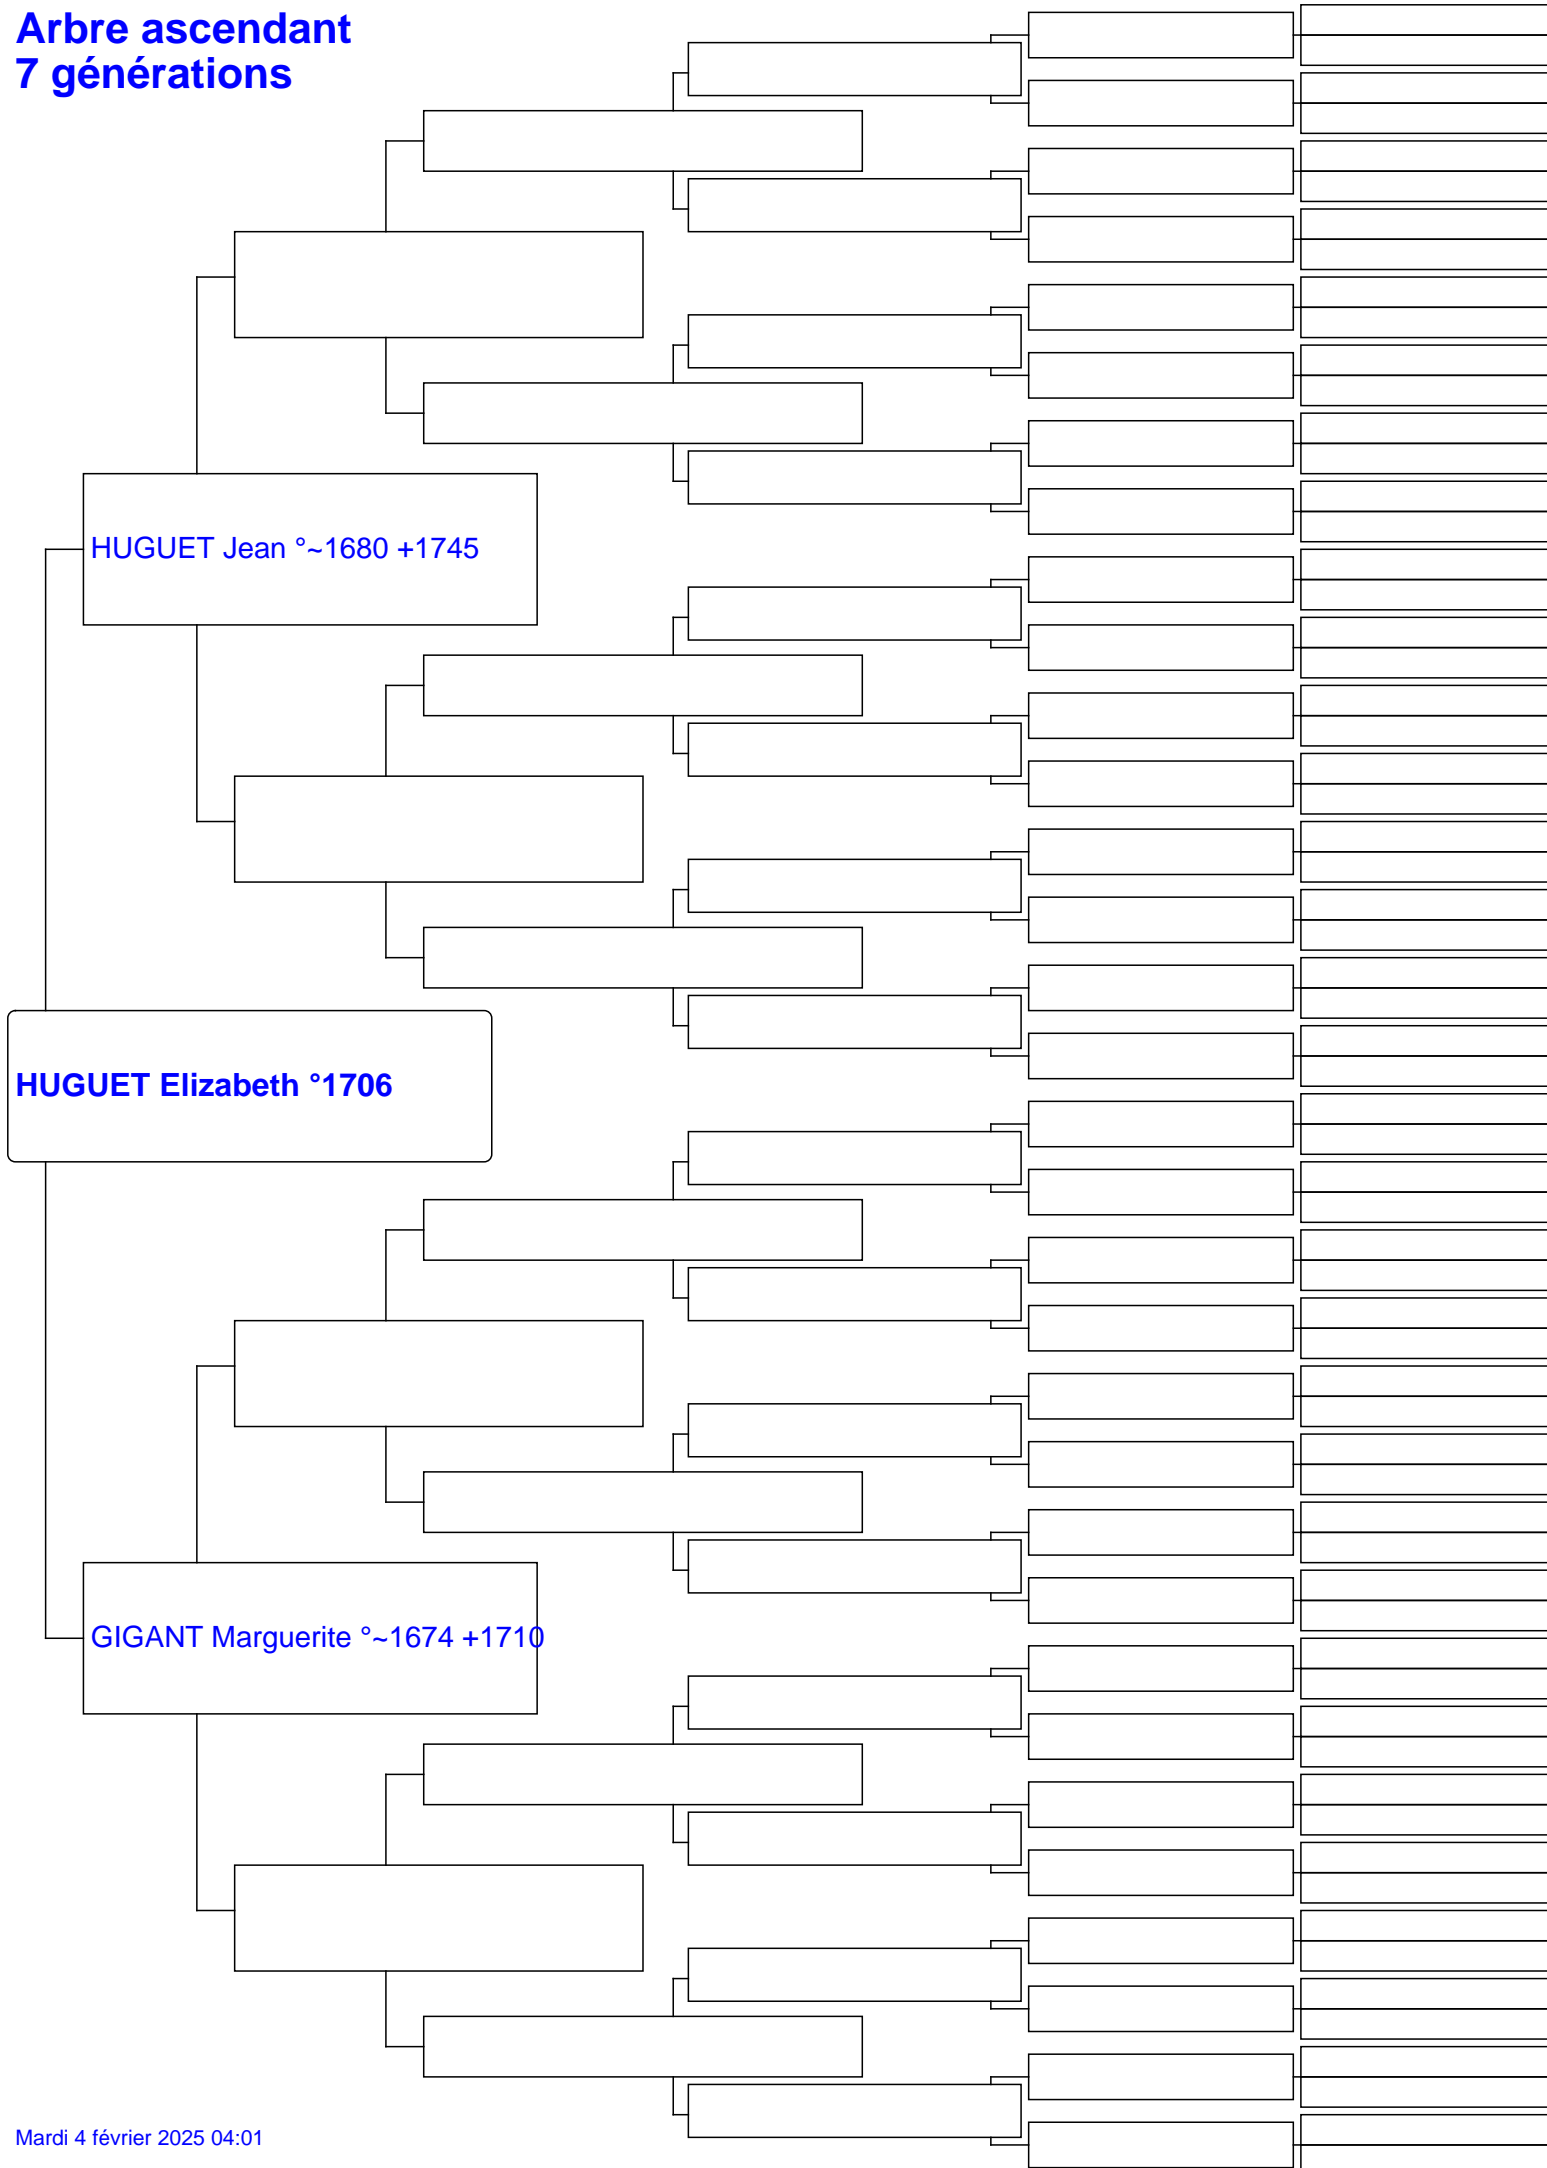 Arbre ascendant
7 générations
HUGUET Jean °~1680 +1745
HUGUET Elizabeth °1706
GIGANT Marguerite °~1674 +1710
Mardi 4 février 2025 04:01